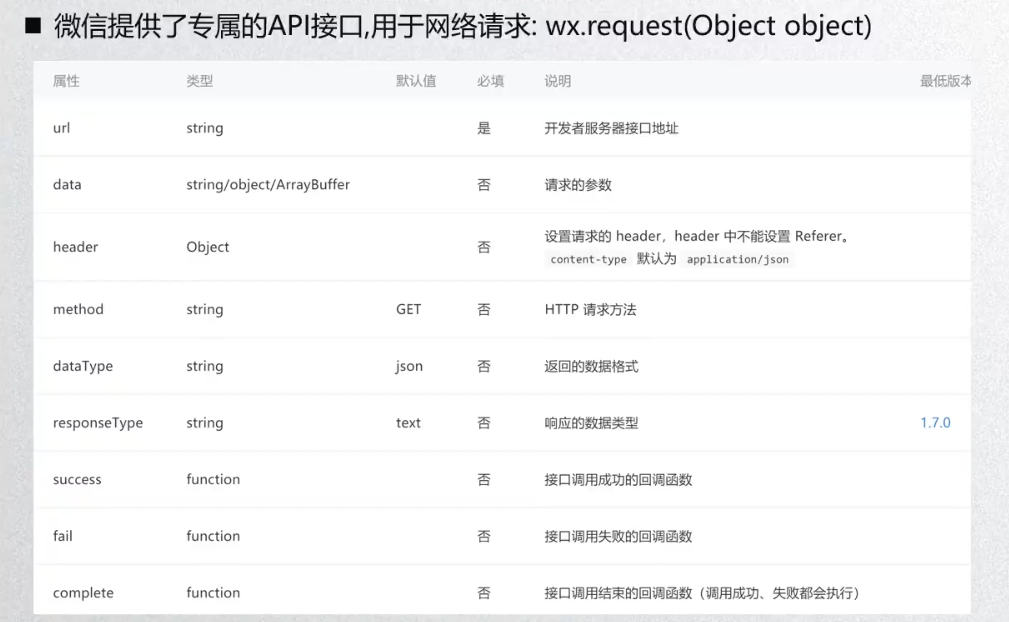 ■ 微信提供了专属的API接口,用于网络请求: wx.request(Object object)
属性 类型 默认值 必填 说明 最低版本
url string 是 开发者服务器接口地址
data string/object/ArrayBuffer 否 请求的参数
header Object 否 设置请求的 header，header 中不能设置 Referer。
content-type 默认为 application/json
method string GET 否 HTTP 请求方法
dataType string json 否 返回的数据格式
responseType string text 否 响应的数据类型 1.7.0
success function 否 接口调用成功的回调函数
fail function 否 接口调用失败的回调函数
complete function 否 接口调用结束的回调函数（调用成功、失败都会执行）